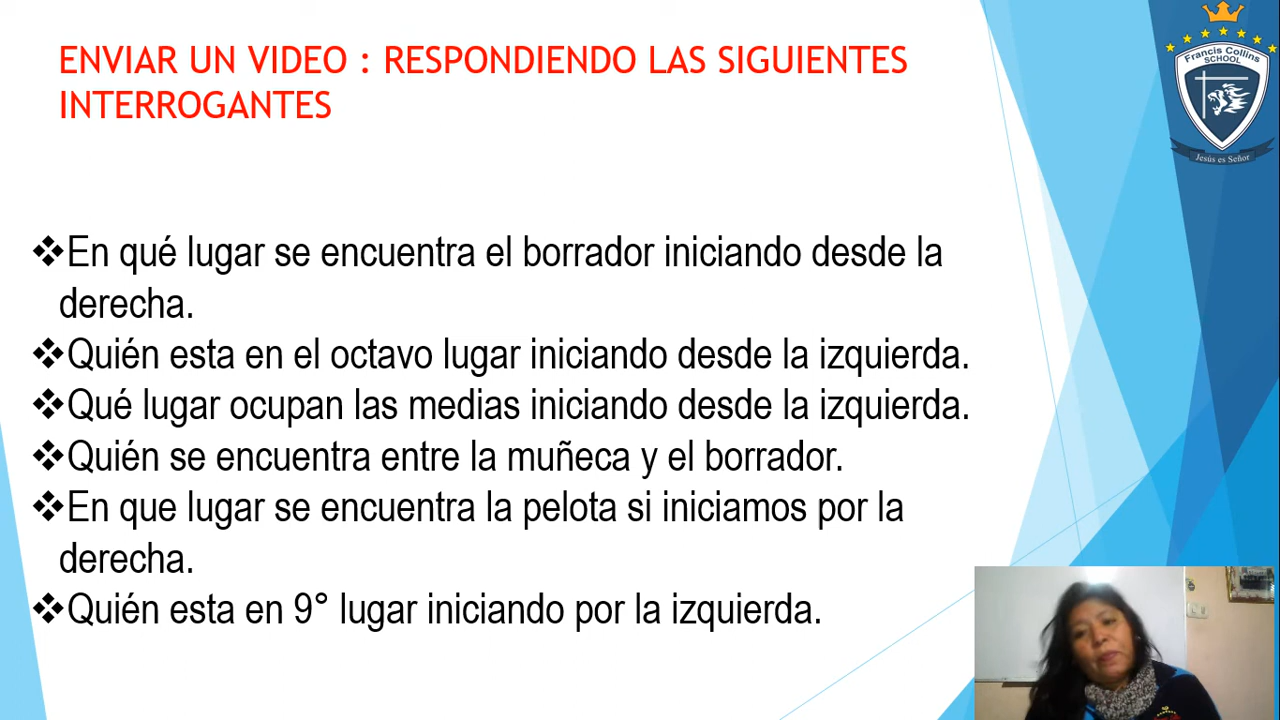 ENVIAR UN VIDEO : RESPONDIENDO LAS SIGUIENTES
INTERROGANTES
Francis Collins
SCHOOL
Jesús es Señor
❖En qué lugar se encuentra el borrador iniciando desde la
derecha.
❖Quién esta en el octavo lugar iniciando desde la izquierda.
❖Qué lugar ocupan las medias iniciando desde la izquierda.
❖Quién se encuentra entre la muñeca y el borrador.
❖En que lugar se encuentra la pelota si iniciamos por la
derecha.
❖Quién esta en 9° lugar iniciando por la izquierda.